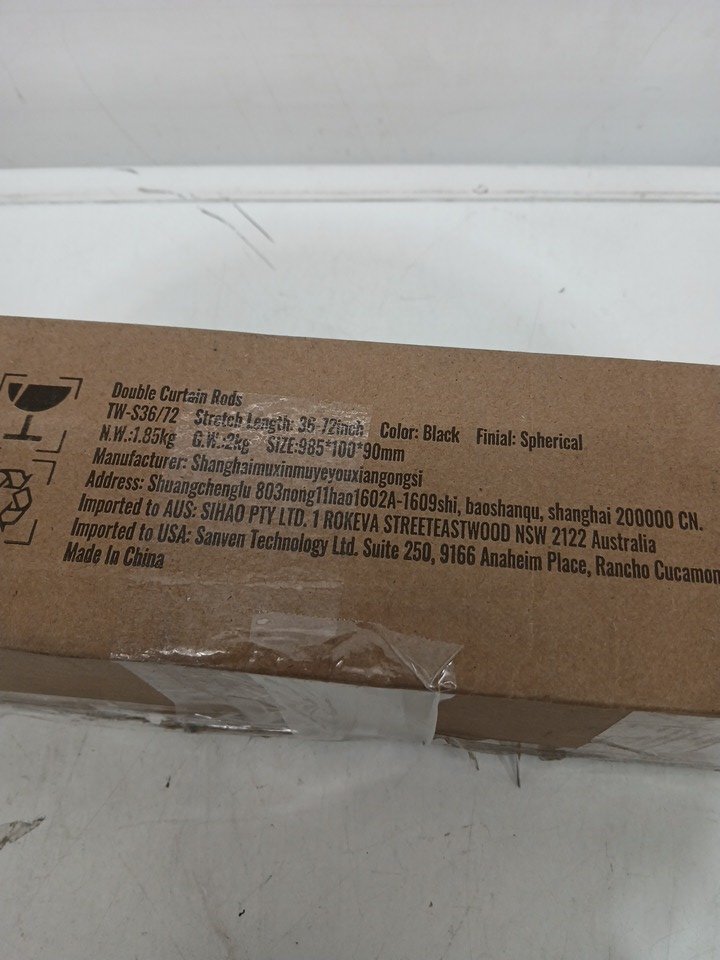 Double Curtain Rods
TW-S36/72 Stretch Length: 36-72inch Color: Black Finial: Spherical
N.W.:1.85kg G.W.:2kg SIZE:985*100*90mm
Manufacturer: Shanghaimuxinmuyeyouxiangongsi
Address: Shuangchenglu 803nong11hao1602A-1609shi, baoshanqu, shanghai 200000 CN.
Imported to AUS: SIHAO PTY LTD. 1 ROKEVA STREETEASTWOOD NSW 2122 Australia
Imported to USA: Sanven Technology Ltd. Suite 250, 9166 Anaheim Place, Rancho Cucamon
Made In China